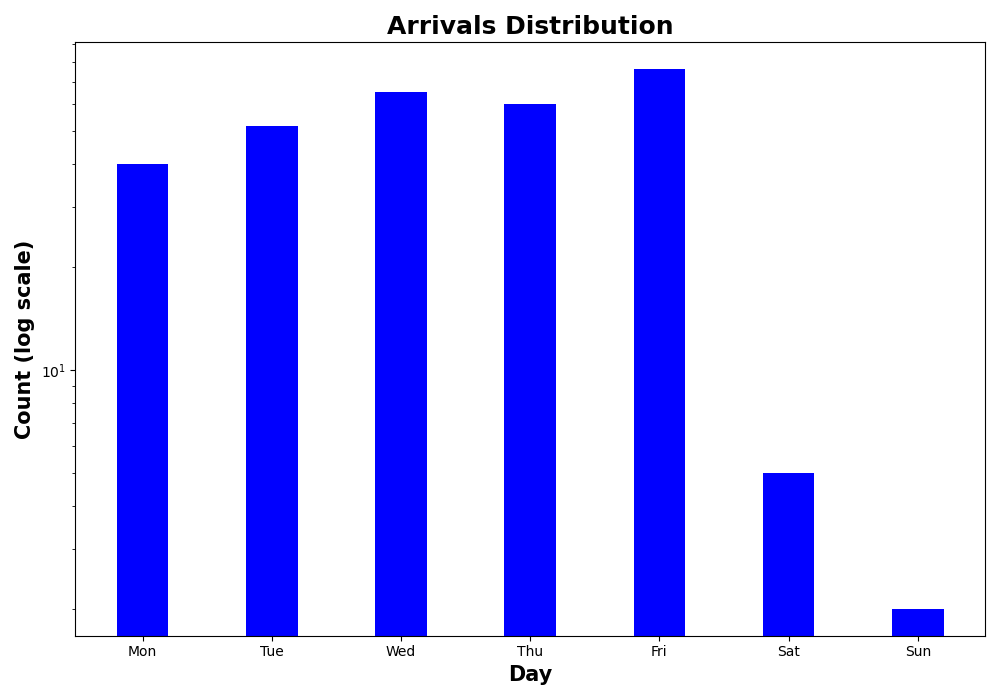 Arrivals Distribution
Count (log scale)
10¹
Mon Tue Wed Thu Fri Sat Sun
Day